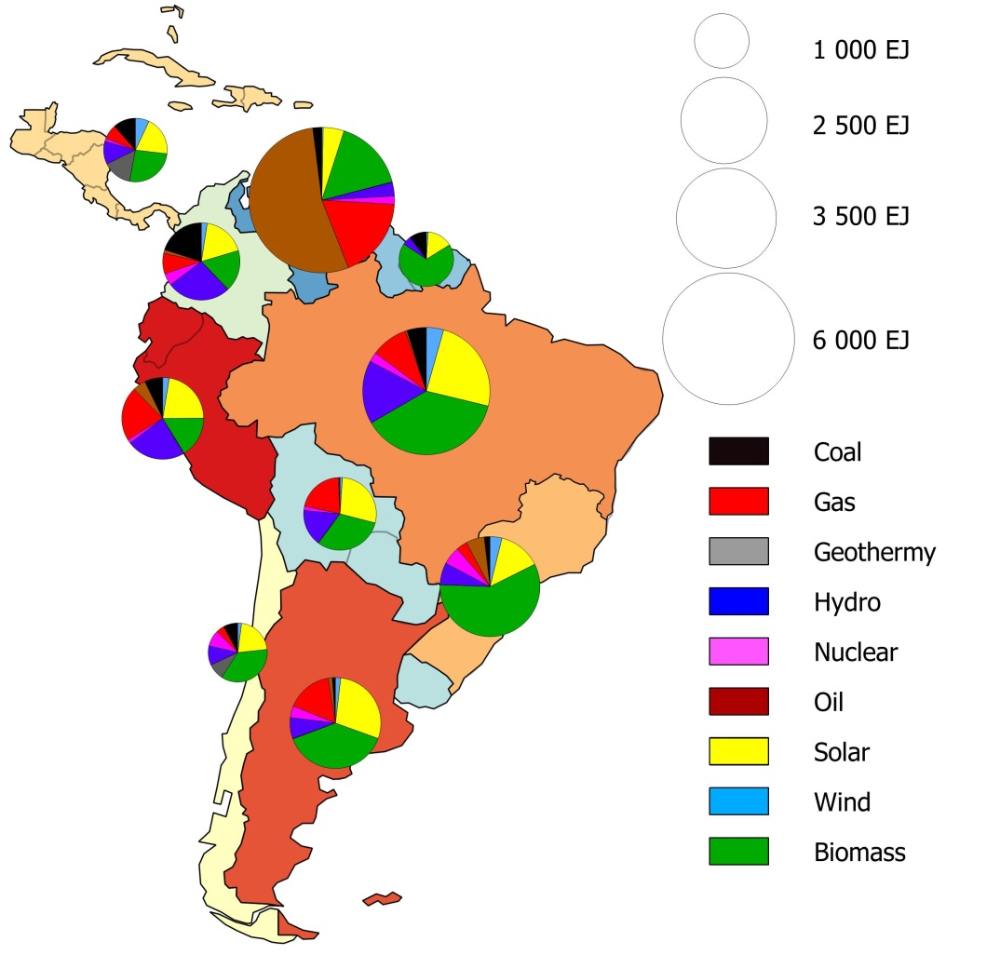 1 000 EJ
2 500 EJ
3 500 EJ
6 000 EJ
Coal
Gas
Geothermy
Hydro
Nuclear
Oil
Solar
Wind
Biomass